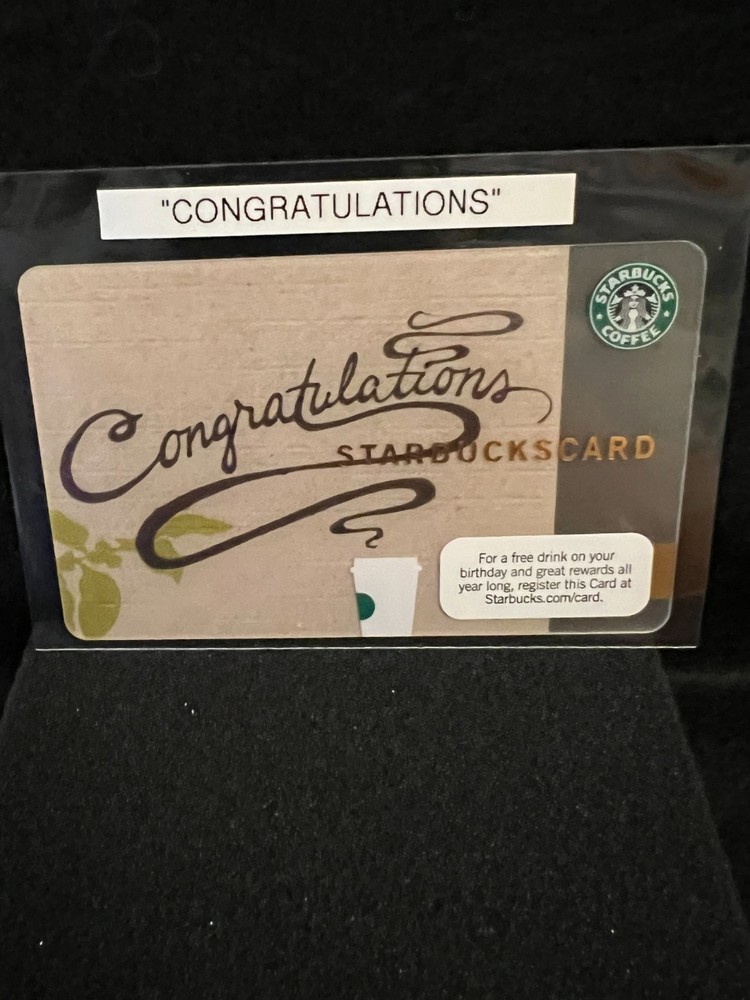 "CONGRATULATIONS"
STARBUCKS
COFFEE
Congratulations
STARBUCKSCARD
For a free drink on your
birthday and great rewards all
year long, register this Card at
Starbucks.com/card.